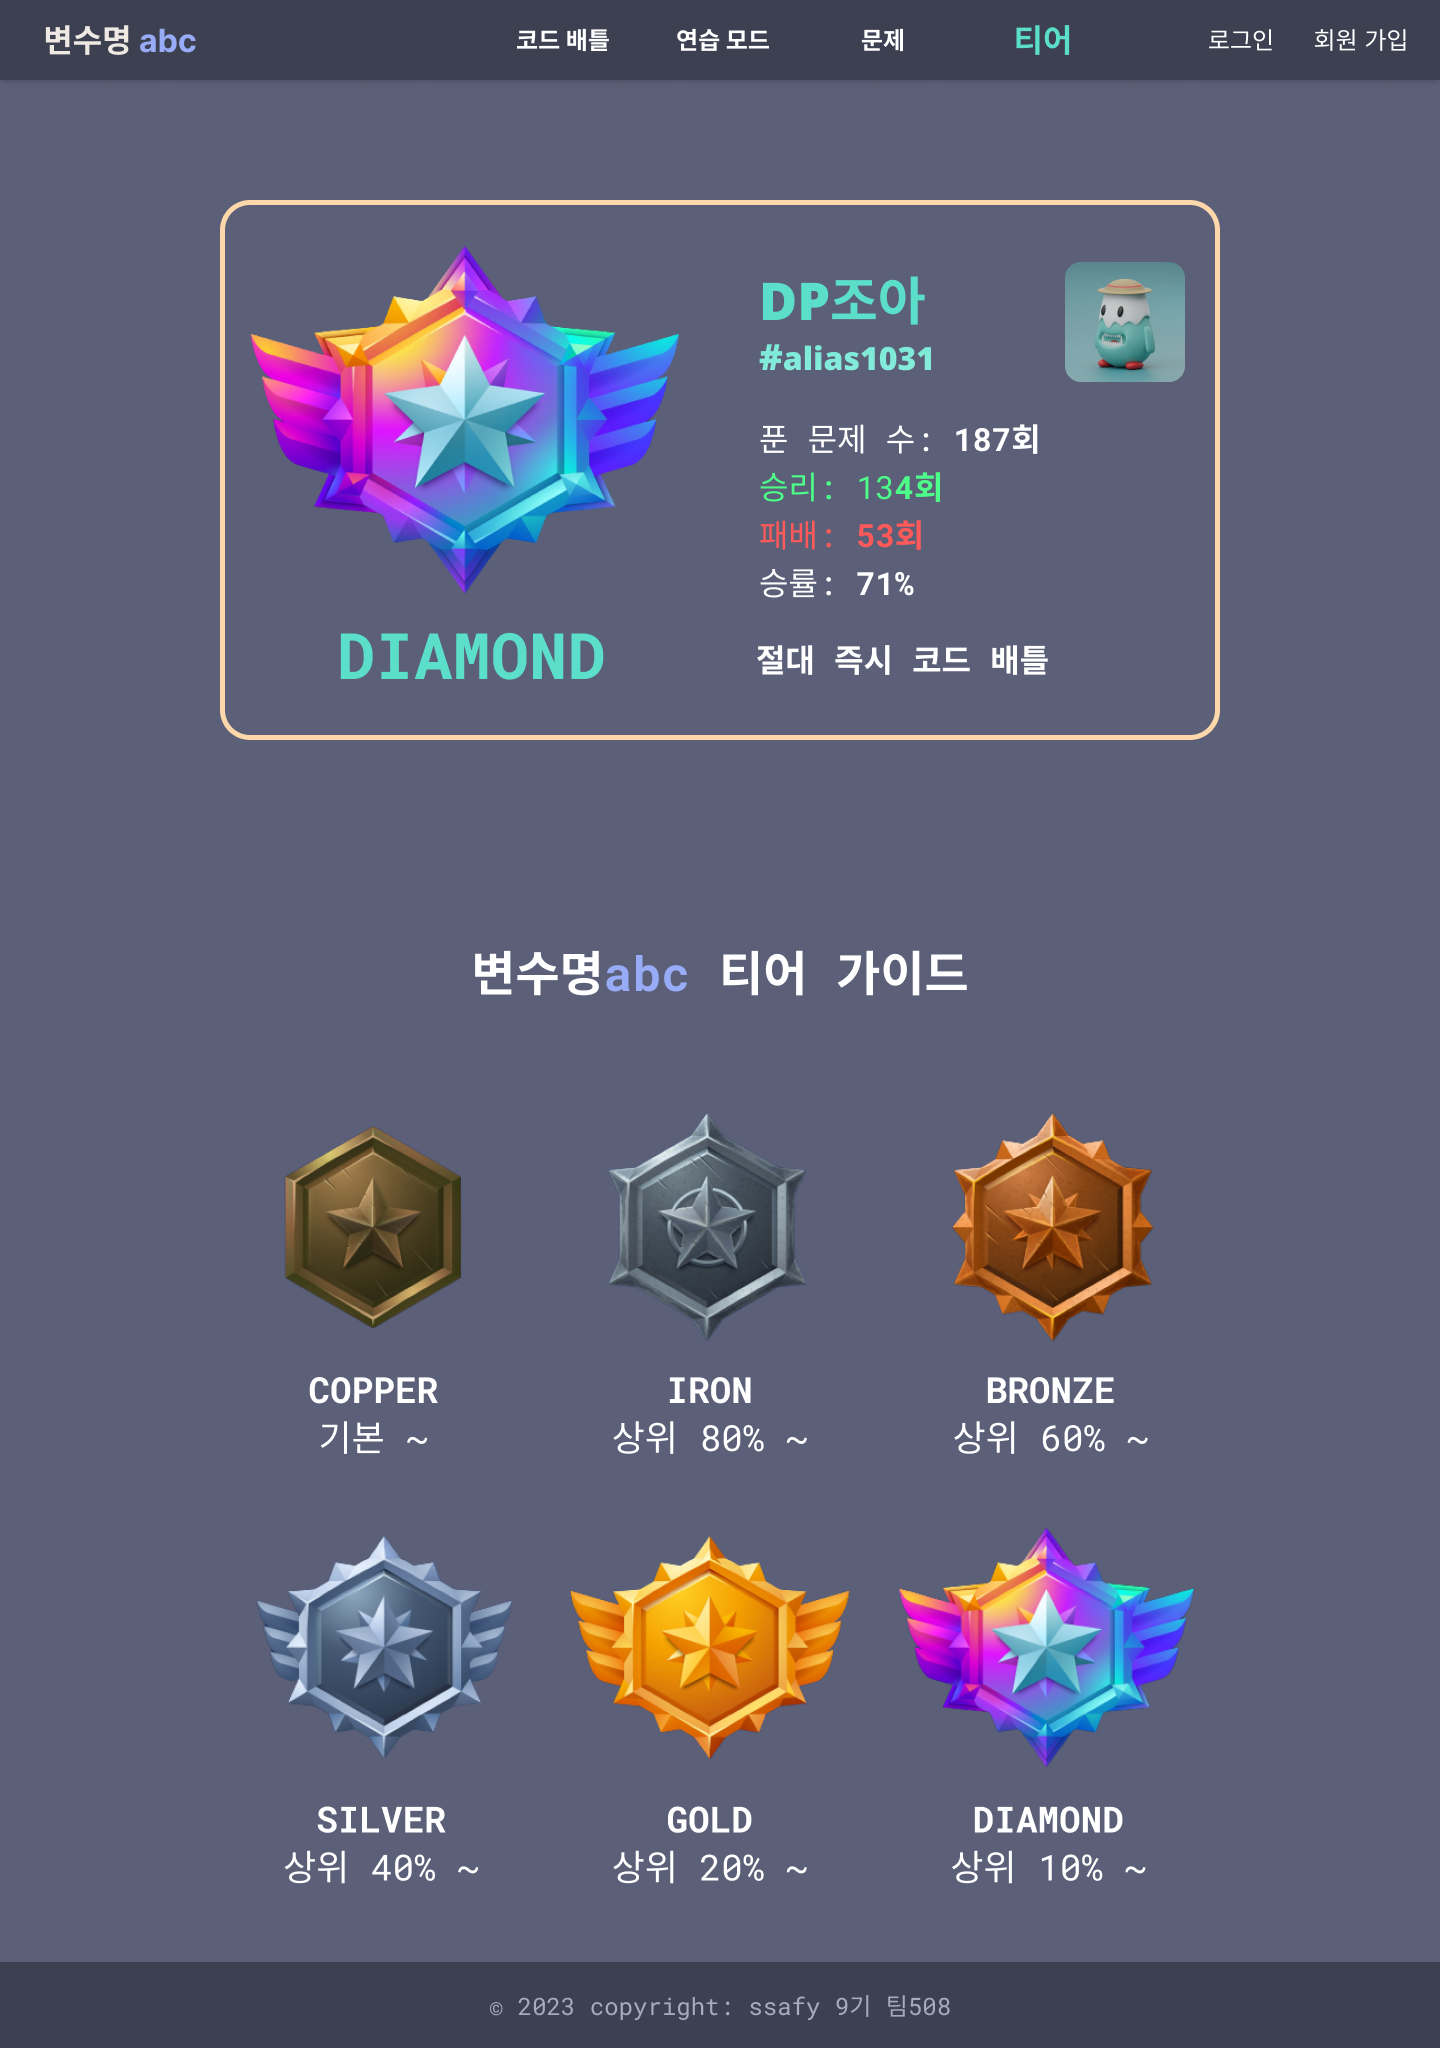 변수명 abc 코드 배틀 연습 모드 문제 티어 로그인 회원 가입
DP조아
#alias1031
푼 문제 수: 187회
승리: 134회
패배: 53회
승률: 71%
DIAMOND
절대 즉시 코드 배틀
변수명abc 티어 가이드
COPPER IRON BRONZE
기본 ~ 상위 80% ~ 상위 60% ~
SILVER GOLD DIAMOND
상위 40% ~ 상위 20% ~ 상위 10% ~
© 2023 copyright: ssafy 9기 팀508